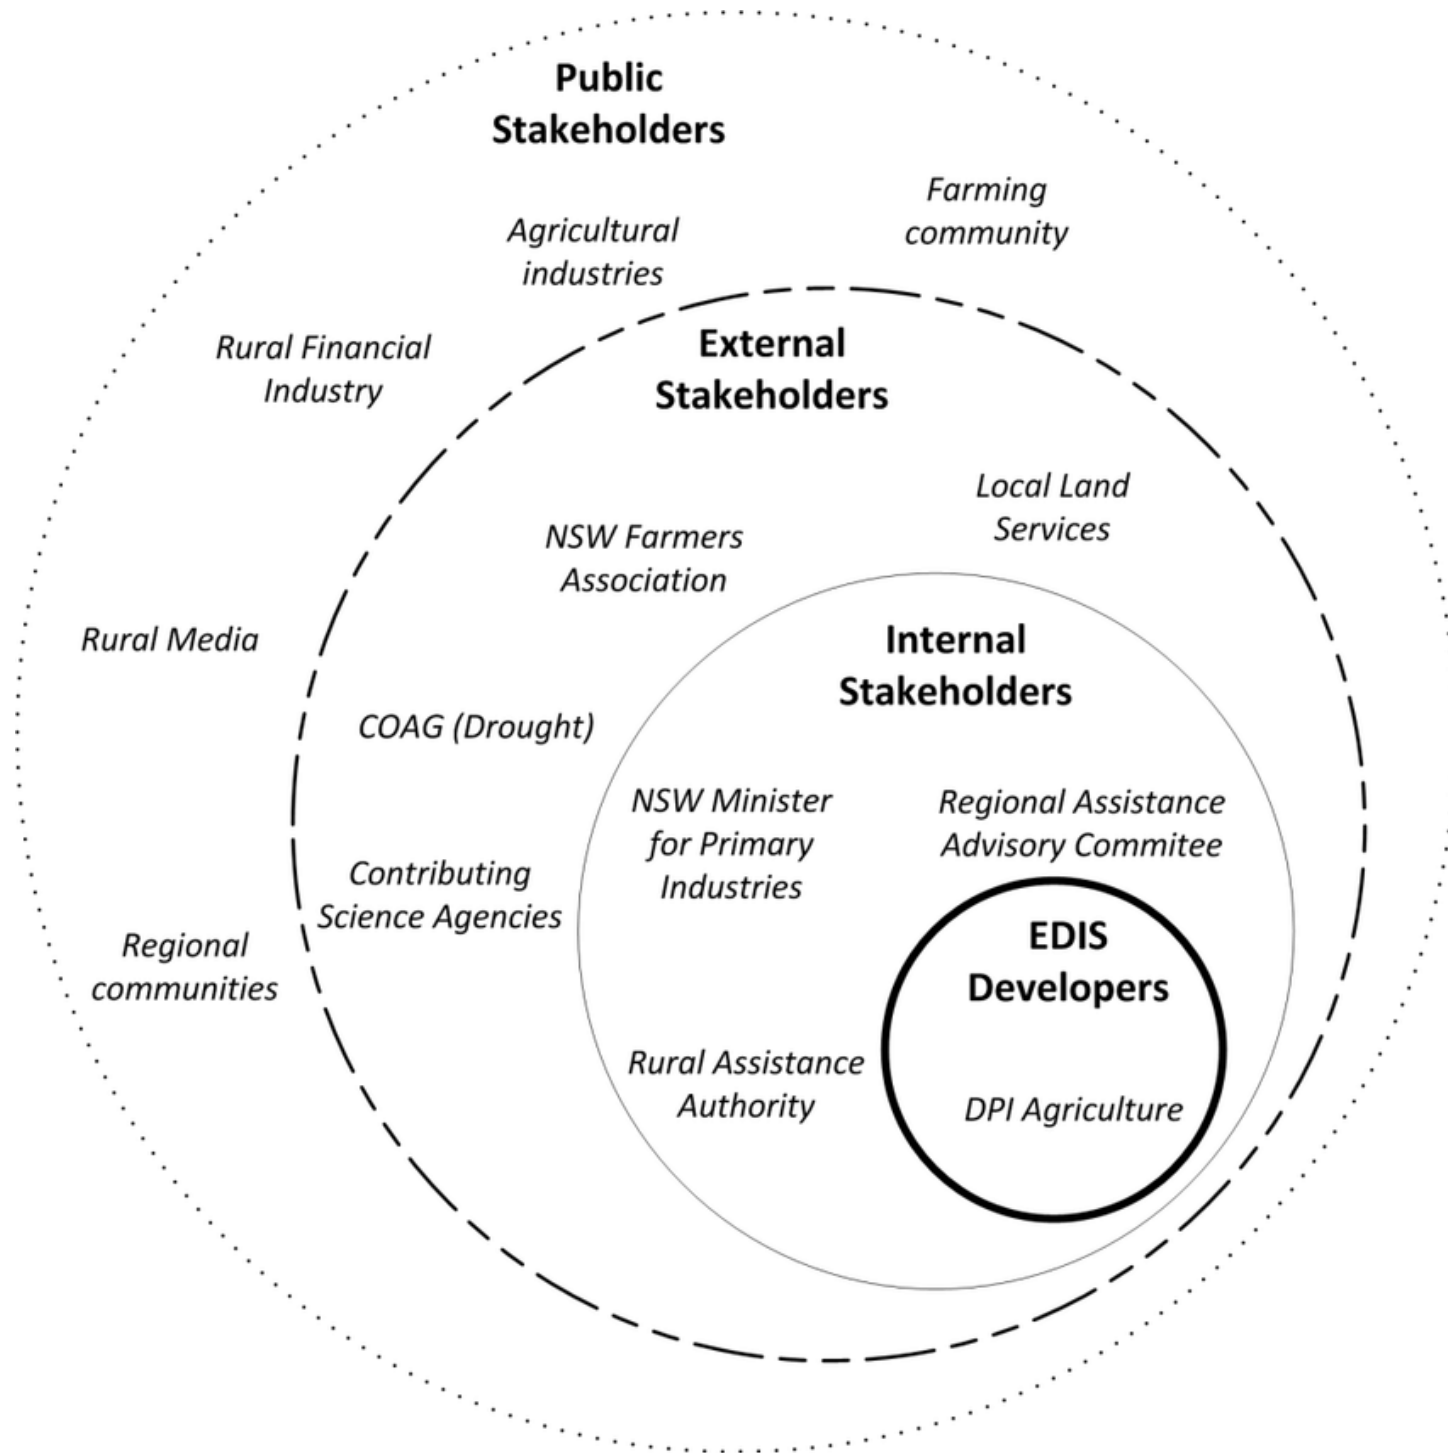 Public
Stakeholders
Farming
community
Agricultural
industries
Rural Financial
Industry
External
Stakeholders
Local Land
Services
NSW Farmers
Association
Rural Media
Internal
Stakeholders
COAG (Drought)
NSW Minister
for Primary
Industries
Regional Assistance
Advisory Commitee
Contributing
Science Agencies
Regional
communities
EDIS
Developers
Rural Assistance
Authority
DPI Agriculture